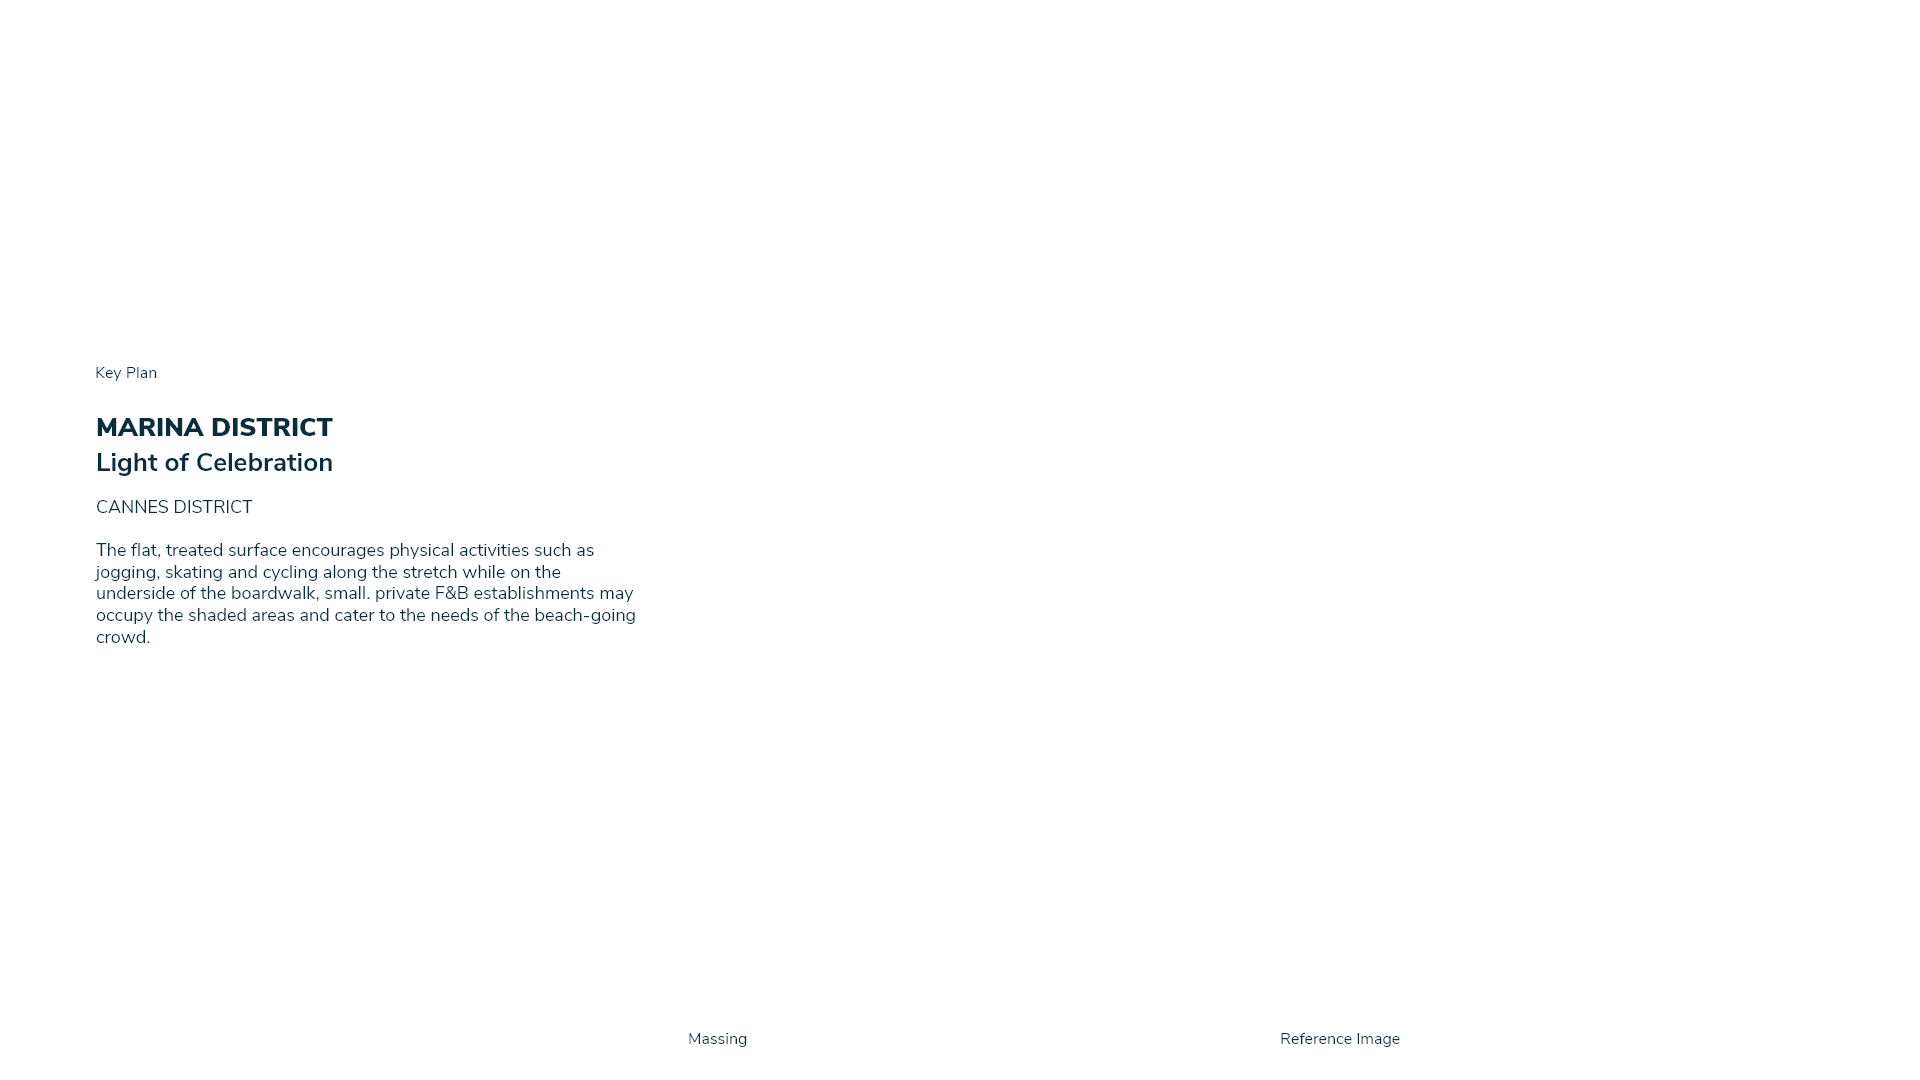 Key Plan
MARINA DISTRICT
Light of Celebration
CANNES DISTRICT
The flat, treated surface encourages physical activities such as
jogging, skating and cycling along the stretch while on the
underside of the boardwalk, small. private F&B establishments may
occupy the shaded areas and cater to the needs of the beach-going
crowd.
Massing
Reference Image